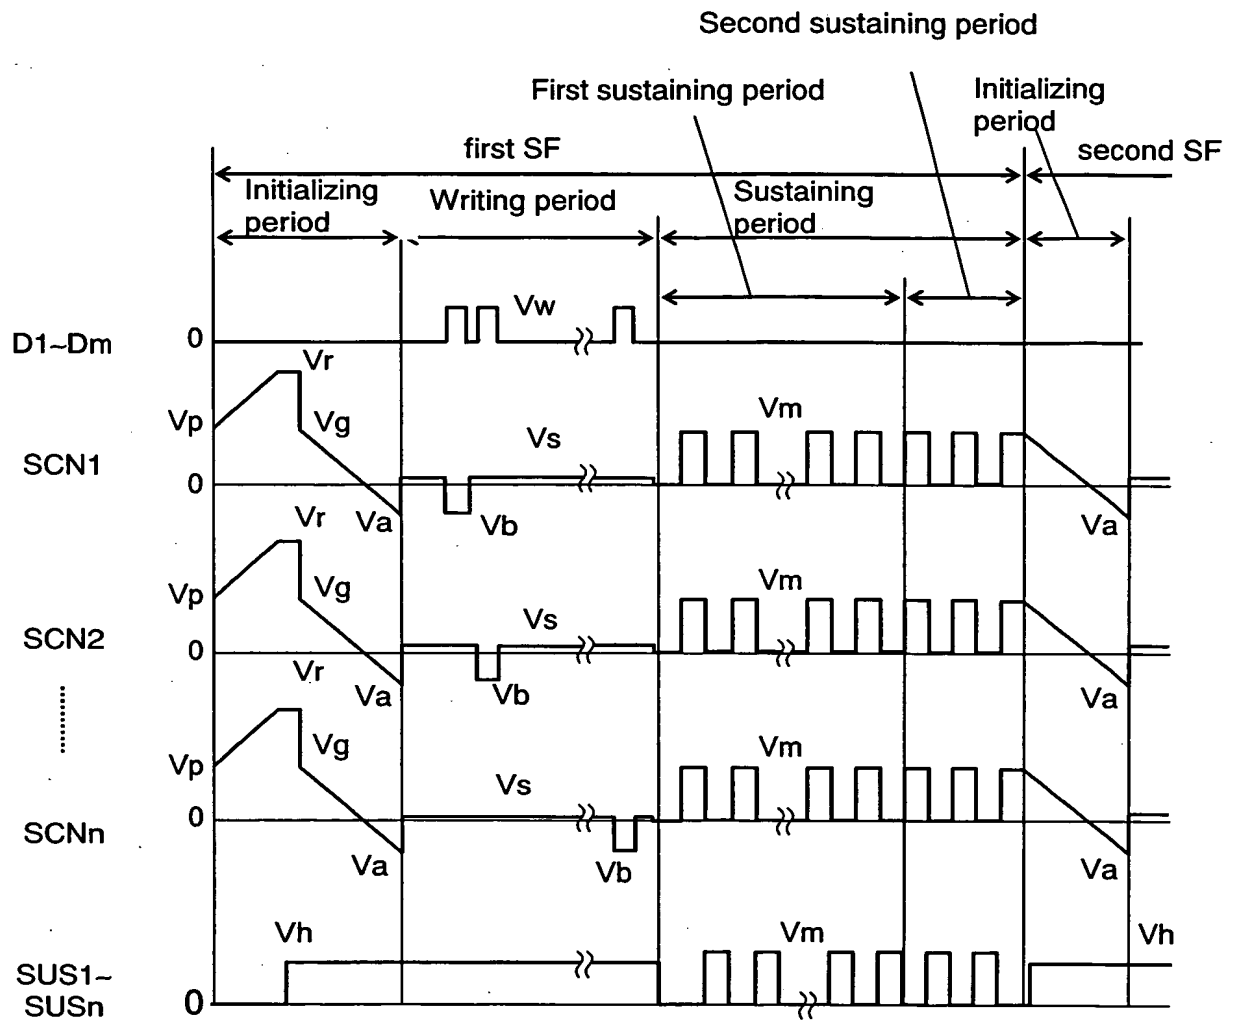 Second sustaining period
First sustaining period
Initializing
period
first SF
second SF
Initializing
period
Writing period
Sustaining
period
Vw
D1~Dm
0
Vr
Vp
Vg
Vm
Vs
SCN1
0
Vr
Va
Vb
Va
Vm
Vp
Vg
Vs
SCN2
0
Vr
Va
Vb
Va
Vg
Vm
Vp
Vs
0
SCNn
Va
Vb
Va
Vh
Vm
Vh
SUS1~
SUSn
0